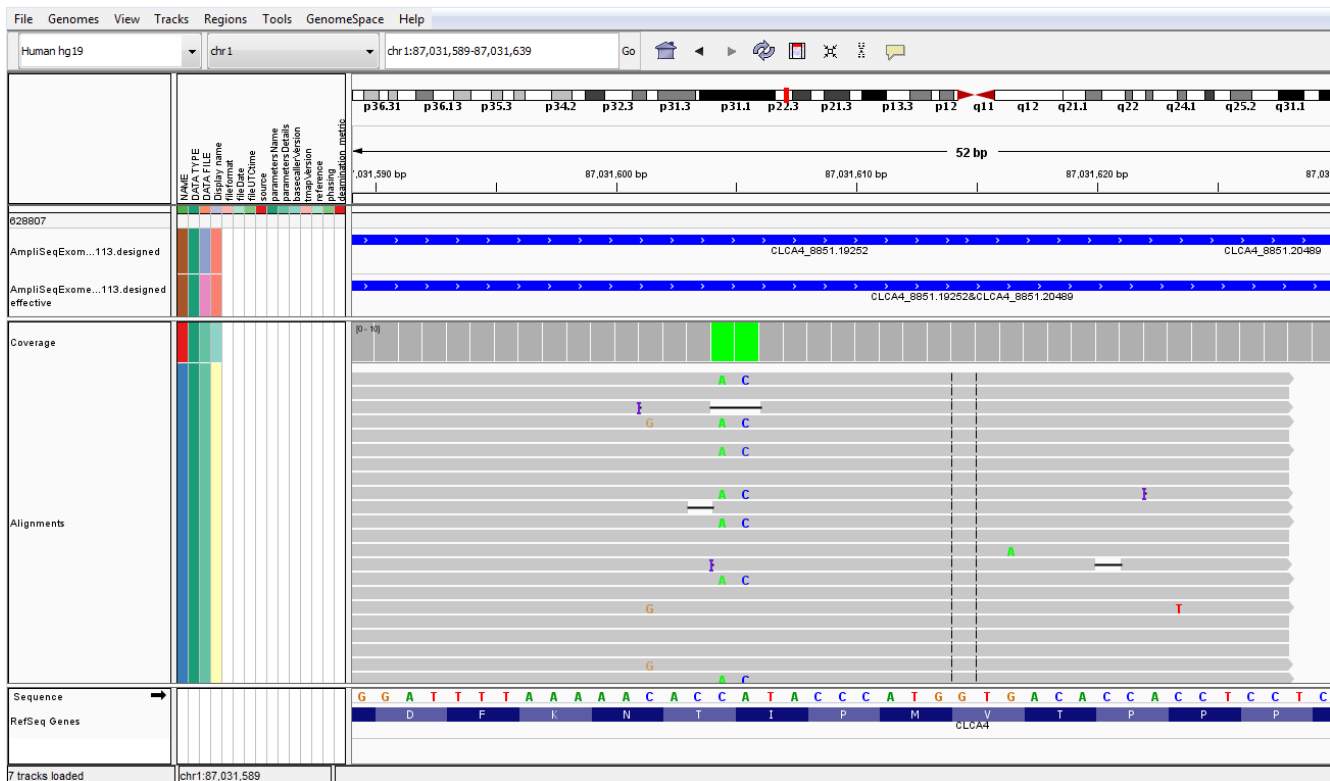 File Genomes View Tracks Regions Tools GenomeSpace Help
Human hg19 chr1 chr1:87,031,589-87,031,639 Go
p36.31 p36.13 p35.3 p34.2 p32.3 p31.3 p31.1 p22.3 p21.3 p13.3 p12 q11 q12 q21.1 q22 q24.1 q25.2 q31.1
NAME
DATA TYPE
DATA FILE
Display name
fileformat
fileDate
fileUTCtime
source
parametersName
parametersDetails
basecallerVersion
tmapVersion
reference
phasing
deamination_metric
52 bp
,031,590 bp 87,031,600 bp 87,031,610 bp 87,031,620 bp 87,03
628807
AmpliSeqExom...113.designed
CLCA4_8851.19252 CLCA4_8851.20489
AmpliSeqExome...113.designed
effective
CLCA4_8851.19252&CLCA4_8851.20489
Coverage
[0 - 10]
A C
G A C
A C
A C
A C
A
A C
G T
G
A C
Alignments
Sequence G G A T T T T A A A A A C A C C A T A C C C A T G G T G A C A C C A C C T C C T C
RefSeq Genes D F K N T I P M V T P P P
CLCA4
7 tracks loaded chr1:87,031,589